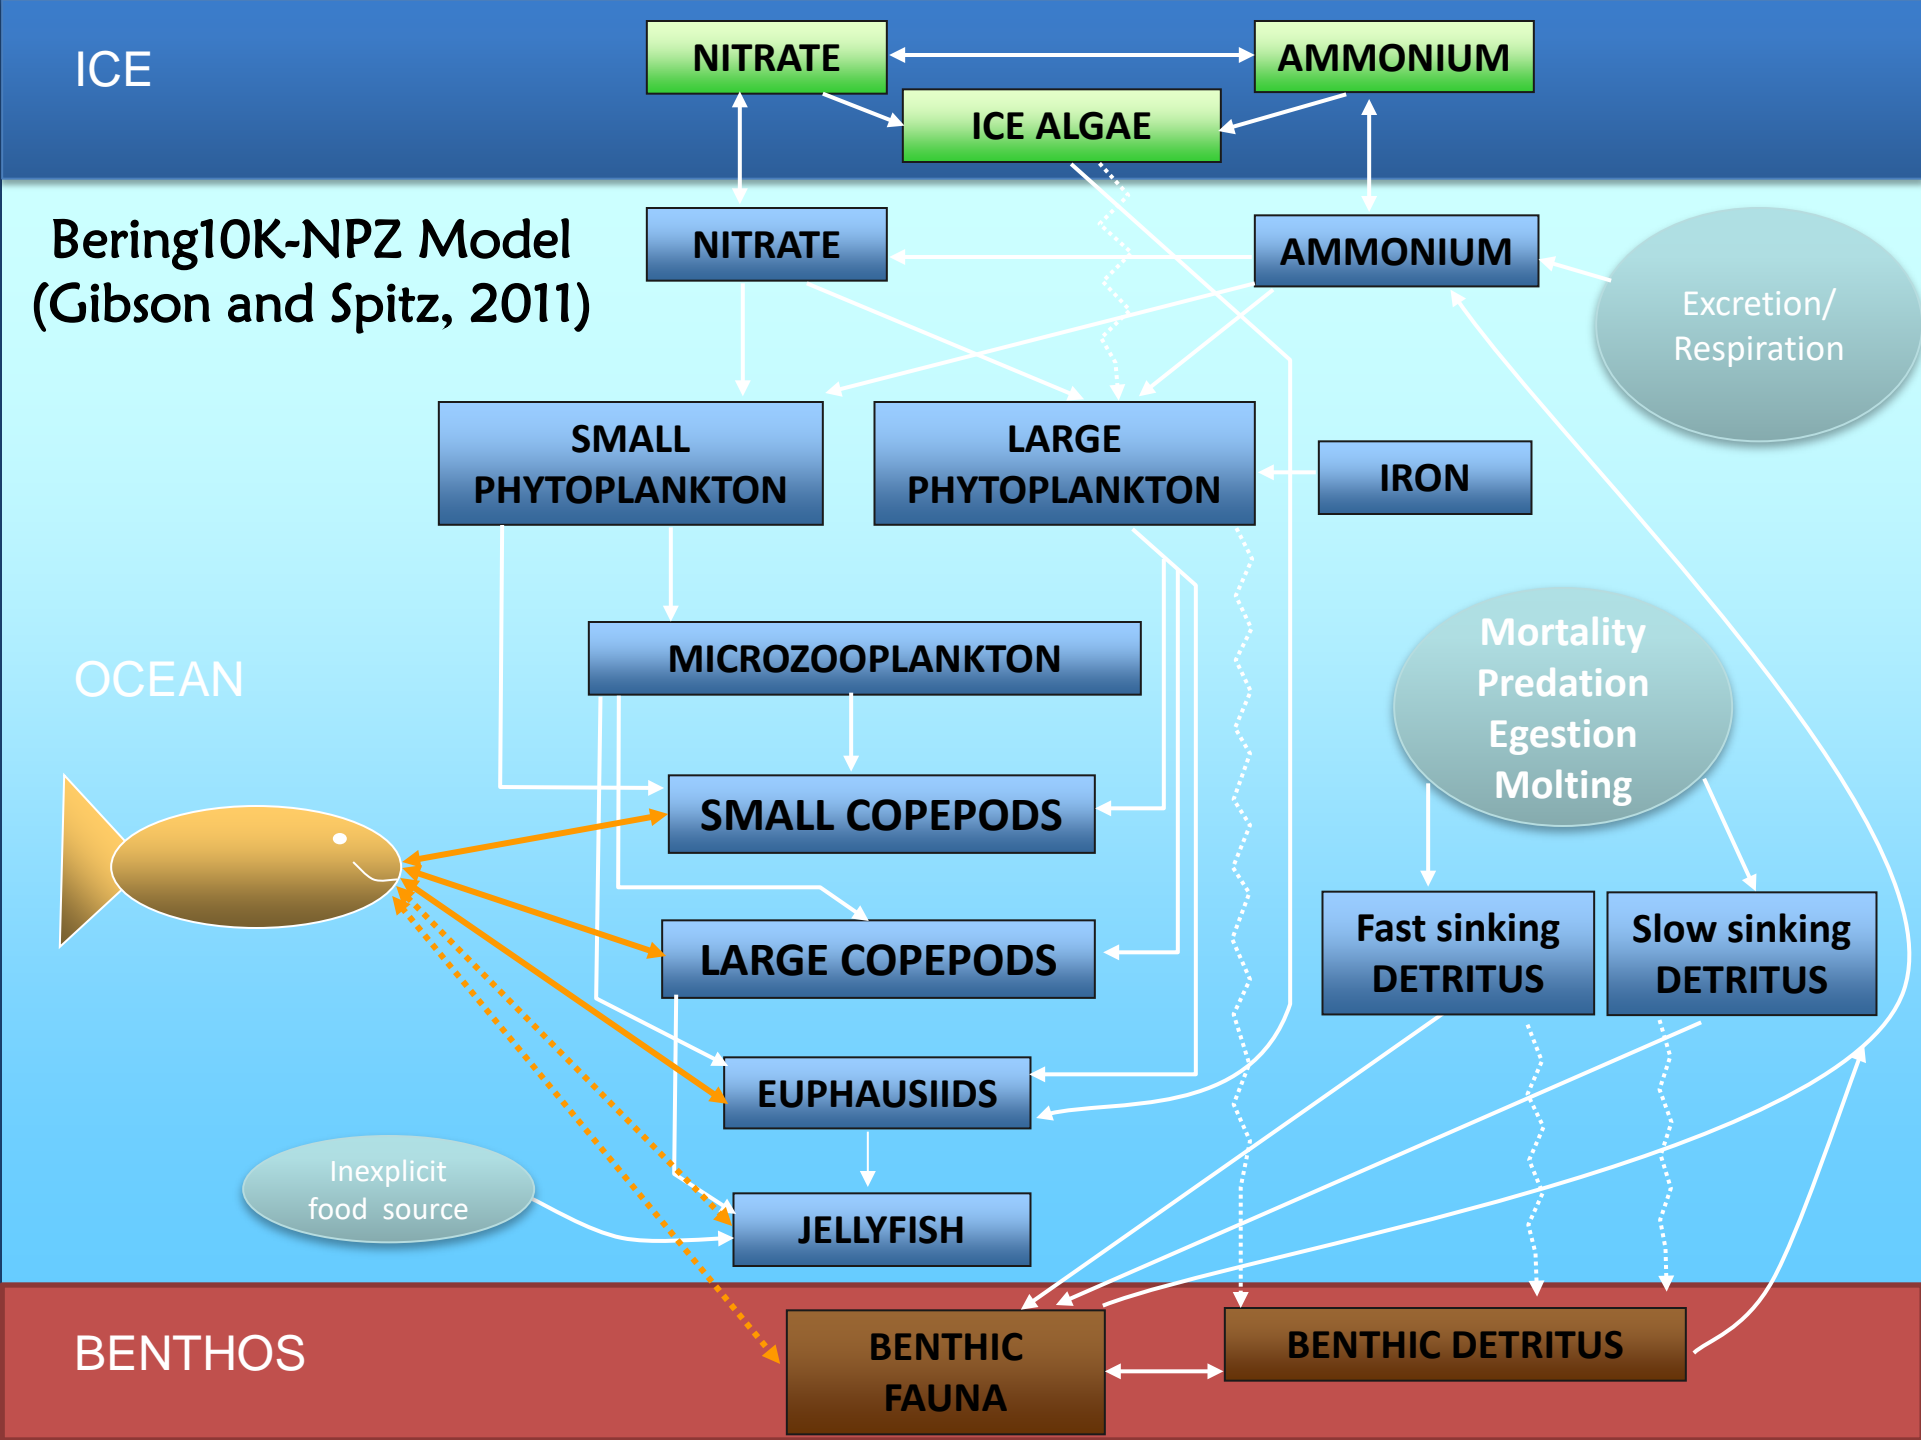 ICE
NITRATE
AMMONIUM
ICE ALGAE
Bering10K-NPZ Model
(Gibson and Spitz, 2011)
NITRATE
AMMONIUM
Excretion/
Respiration
SMALL
PHYTOPLANKTON
LARGE
PHYTOPLANKTON
IRON
OCEAN
MICROZOOPLANKTON
Mortality
Predation
Egestion
Molting
SMALL COPEPODS
LARGE COPEPODS
Fast sinking
DETRITUS
Slow sinking
DETRITUS
EUPHAUSIIDS
Inexplicit
food source
JELLYFISH
BENTHOS
BENTHIC
FAUNA
BENTHIC DETRITUS